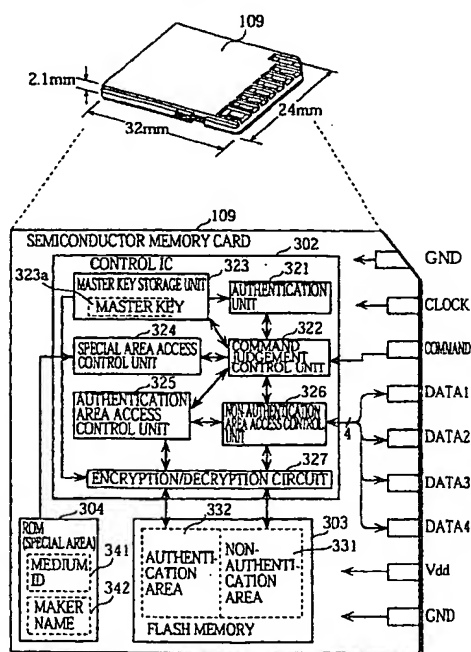 109
2.1mm
24mm
32mm
109
SEMICONDUCTOR MEMORY CARD
302
CONTROL IC
323a
MASTER KEY STORAGE UNIT
MASTER KEY
323
321
AUTHENTICATION UNIT
324
SPECIAL AREA ACCESS CONTROL UNIT
322
COMMAND JUDGEMENT CONTROL UNIT
325
AUTHENTICATION AREA ACCESS CONTROL UNIT
326
NON-AUTHENTICATION AREA ACCESS CONTROL UNIT
4
327
ENCRYPTION/DECRYPTION CIRCUIT
304
ROM (SPECIAL AREA)
341
MEDIUM ID
342
MAKER NAME
332
303
AUTHENTI-
CATION
AREA
NON-
AUTHENTI-
CATION
AREA
331
FLASH MEMORY
GND
CLOCK
COMMAND
DATA1
DATA2
DATA3
DATA4
Vdd
GND